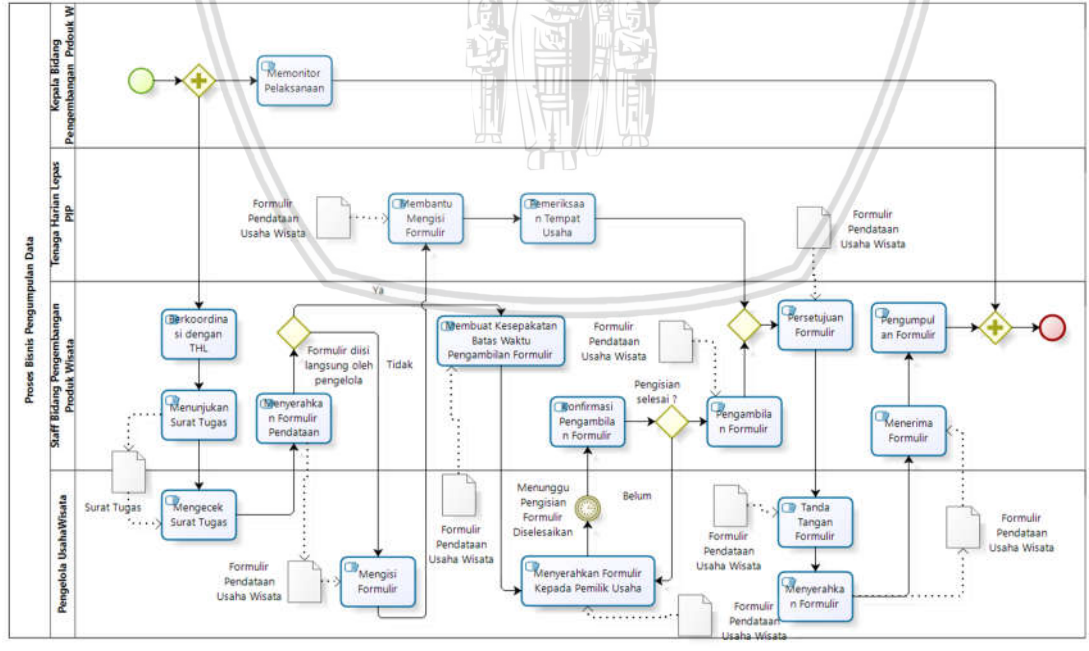 Proses Bisnis Pengumpulan Data
Kepala Bidang
Pengembangan Prdouk W
Memonitor
Pelaksanaan
Tenaga Harian Lepas
PIP
Formulir
Pendataan
Usaha Wisata
Membantu
Mengisi
Formulir
Pemeriksaa
n Tempat
Usaha
Formulir
Pendataan
Usaha Wisata
Staff Bidang Pengembangan
Produk Wisata
Berkoordina
si dengan
THL
Menunjukan
Surat Tugas
Menyerahka
n Formulir
Pendataan
Ya
Formulir diisi
langsung oleh
pengelola
Tidak
Membuat Kesepakatan
Batas Waktu
Pengambilan Formulir
Formulir
Pendataan
Usaha Wisata
Konfirmasi
Pengambila
n Formulir
Pengisian
selesai ?
Pengambila
n Formulir
Persetujuan
Formulir
Pengumpul
an Formulir
Menerima
Formulir
Pengelola UsahaWisata
Surat Tugas
Mengecek
Surat Tugas
Formulir
Pendataan
Usaha Wisata
Mengisi
Formulir
Formulir
Pendataan
Usaha Wisata
Menunggu
Pengisian
Formulir
Diselesaikan
Belum
Menyerahkan Formulir
Kepada Pemilik Usaha
Formulir
Pendataan
Usaha Wisata
Formulir
Pendataan
Usaha Wisata
Tanda
Tangan
Formulir
Menyerahka
n Formulir
Formulir
Pendataan
Usaha Wisata